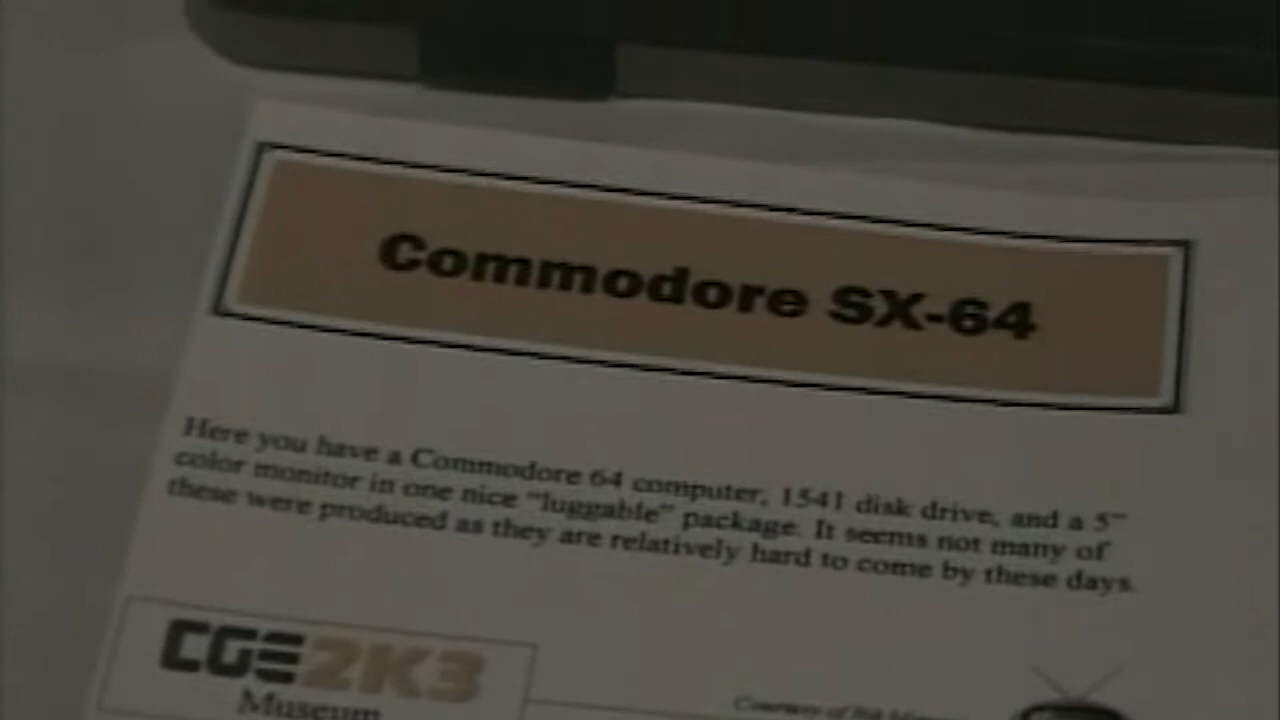 Commodore SX-64
Here you have a Commodore 64 computer, 1541 disk drive, and a 5"
color monitor in one nice "luggable" package. It seems not many of
these were produced as they are relatively hard to come by these days.
CGE2K3
Museum
Courtesy of